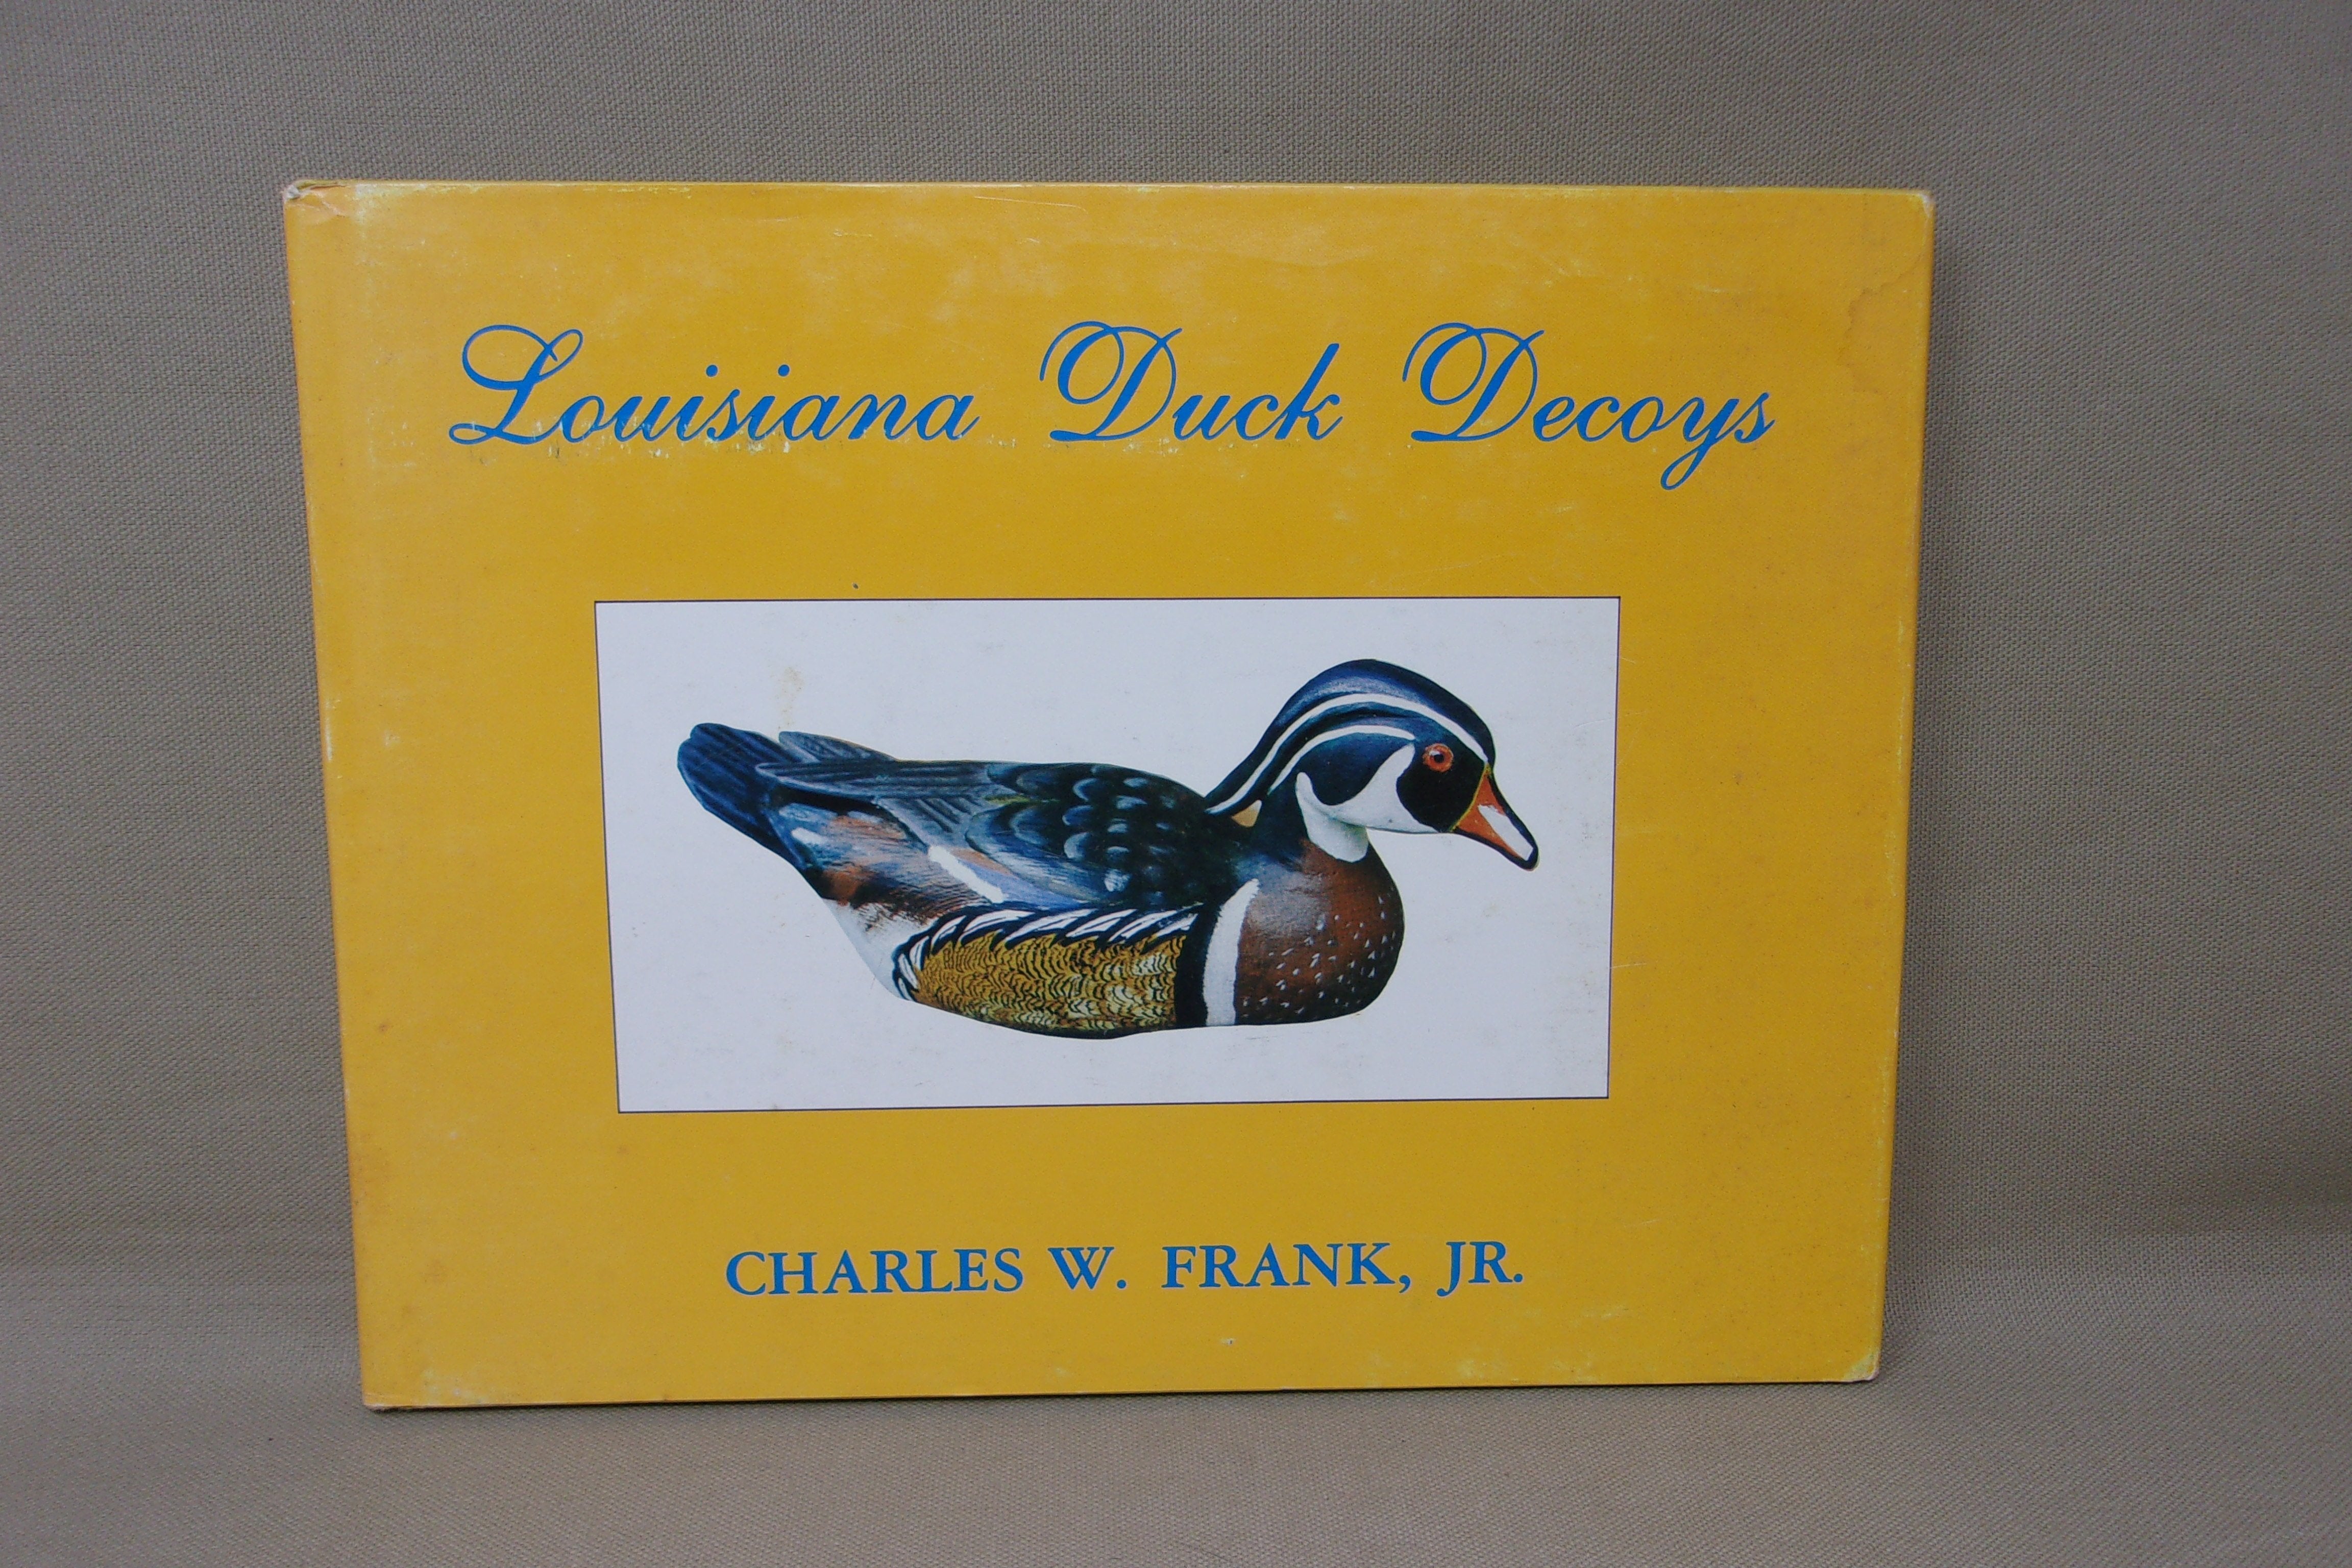 Louisiana Duck Decoys
CHARLES W. FRANK, JR.